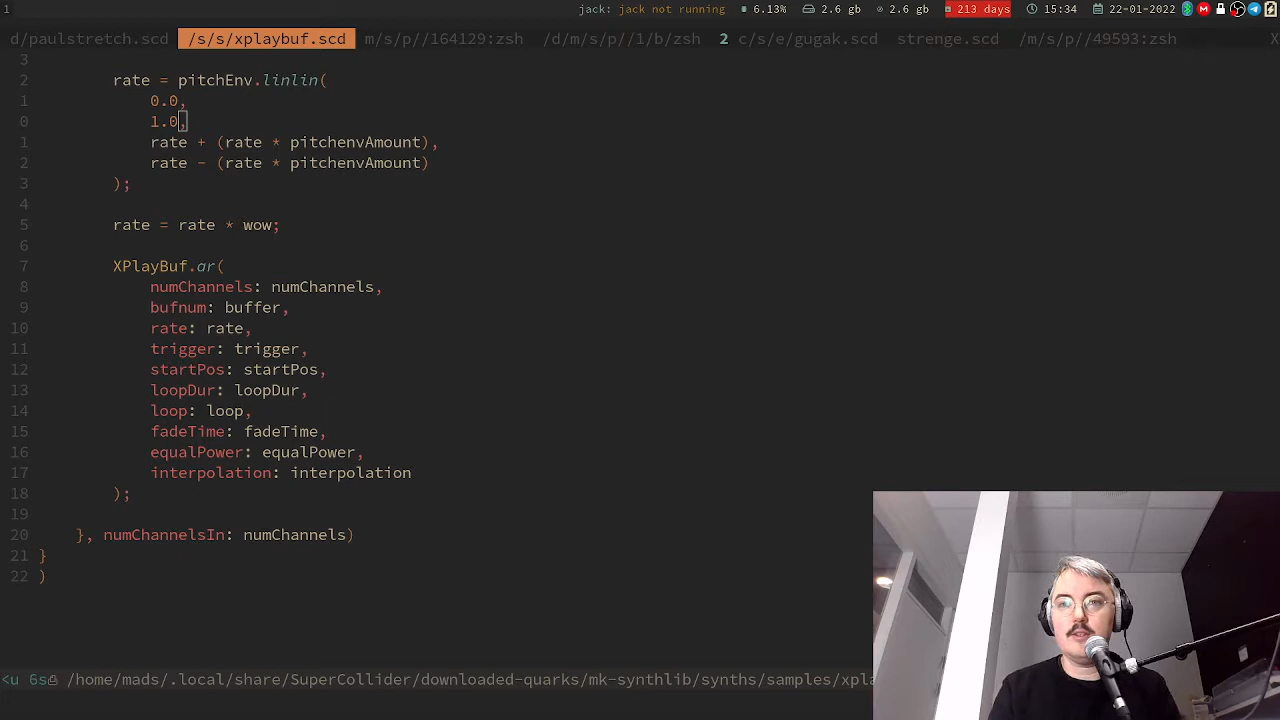 1 jack: jack not running 6.13% 2.6 gb 2.6 gb 213 days 15:34 22-01-2022
d/paulstretch.scd /s/s/xplaybuf.scd m/s/p//164129:zsh /d/m/s/p//1/b/zsh 2 c/s/e/gugak.scd strenge.scd /m/s/p//49593:zsh X
3
2 rate = pitchEnv.linlin(
1 0.0,
0 1.0,
1 rate + (rate * pitchenvAmount),
2 rate - (rate * pitchenvAmount)
3 );
4
5 rate = rate * wow;
6
7 XPlayBuf.ar(
8 numChannels: numChannels,
9 bufnum: buffer,
10 rate: rate,
11 trigger: trigger,
12 startPos: startPos,
13 loopDur: loopDur,
14 loop: loop,
15 fadeTime: fadeTime,
16 equalPower: equalPower,
17 interpolation: interpolation
18 );
19
20 }, numChannelsIn: numChannels)
21 }
22 )
<u 6s /home/mads/.local/share/SuperCollider/downloaded-quarks/mk-synthlib/synths/samples/xpla